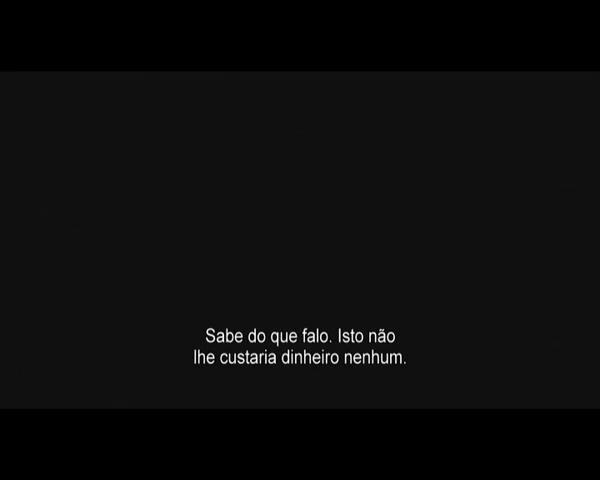 Sabe do que falo. Isto não
lhe custaria dinheiro nenhum.